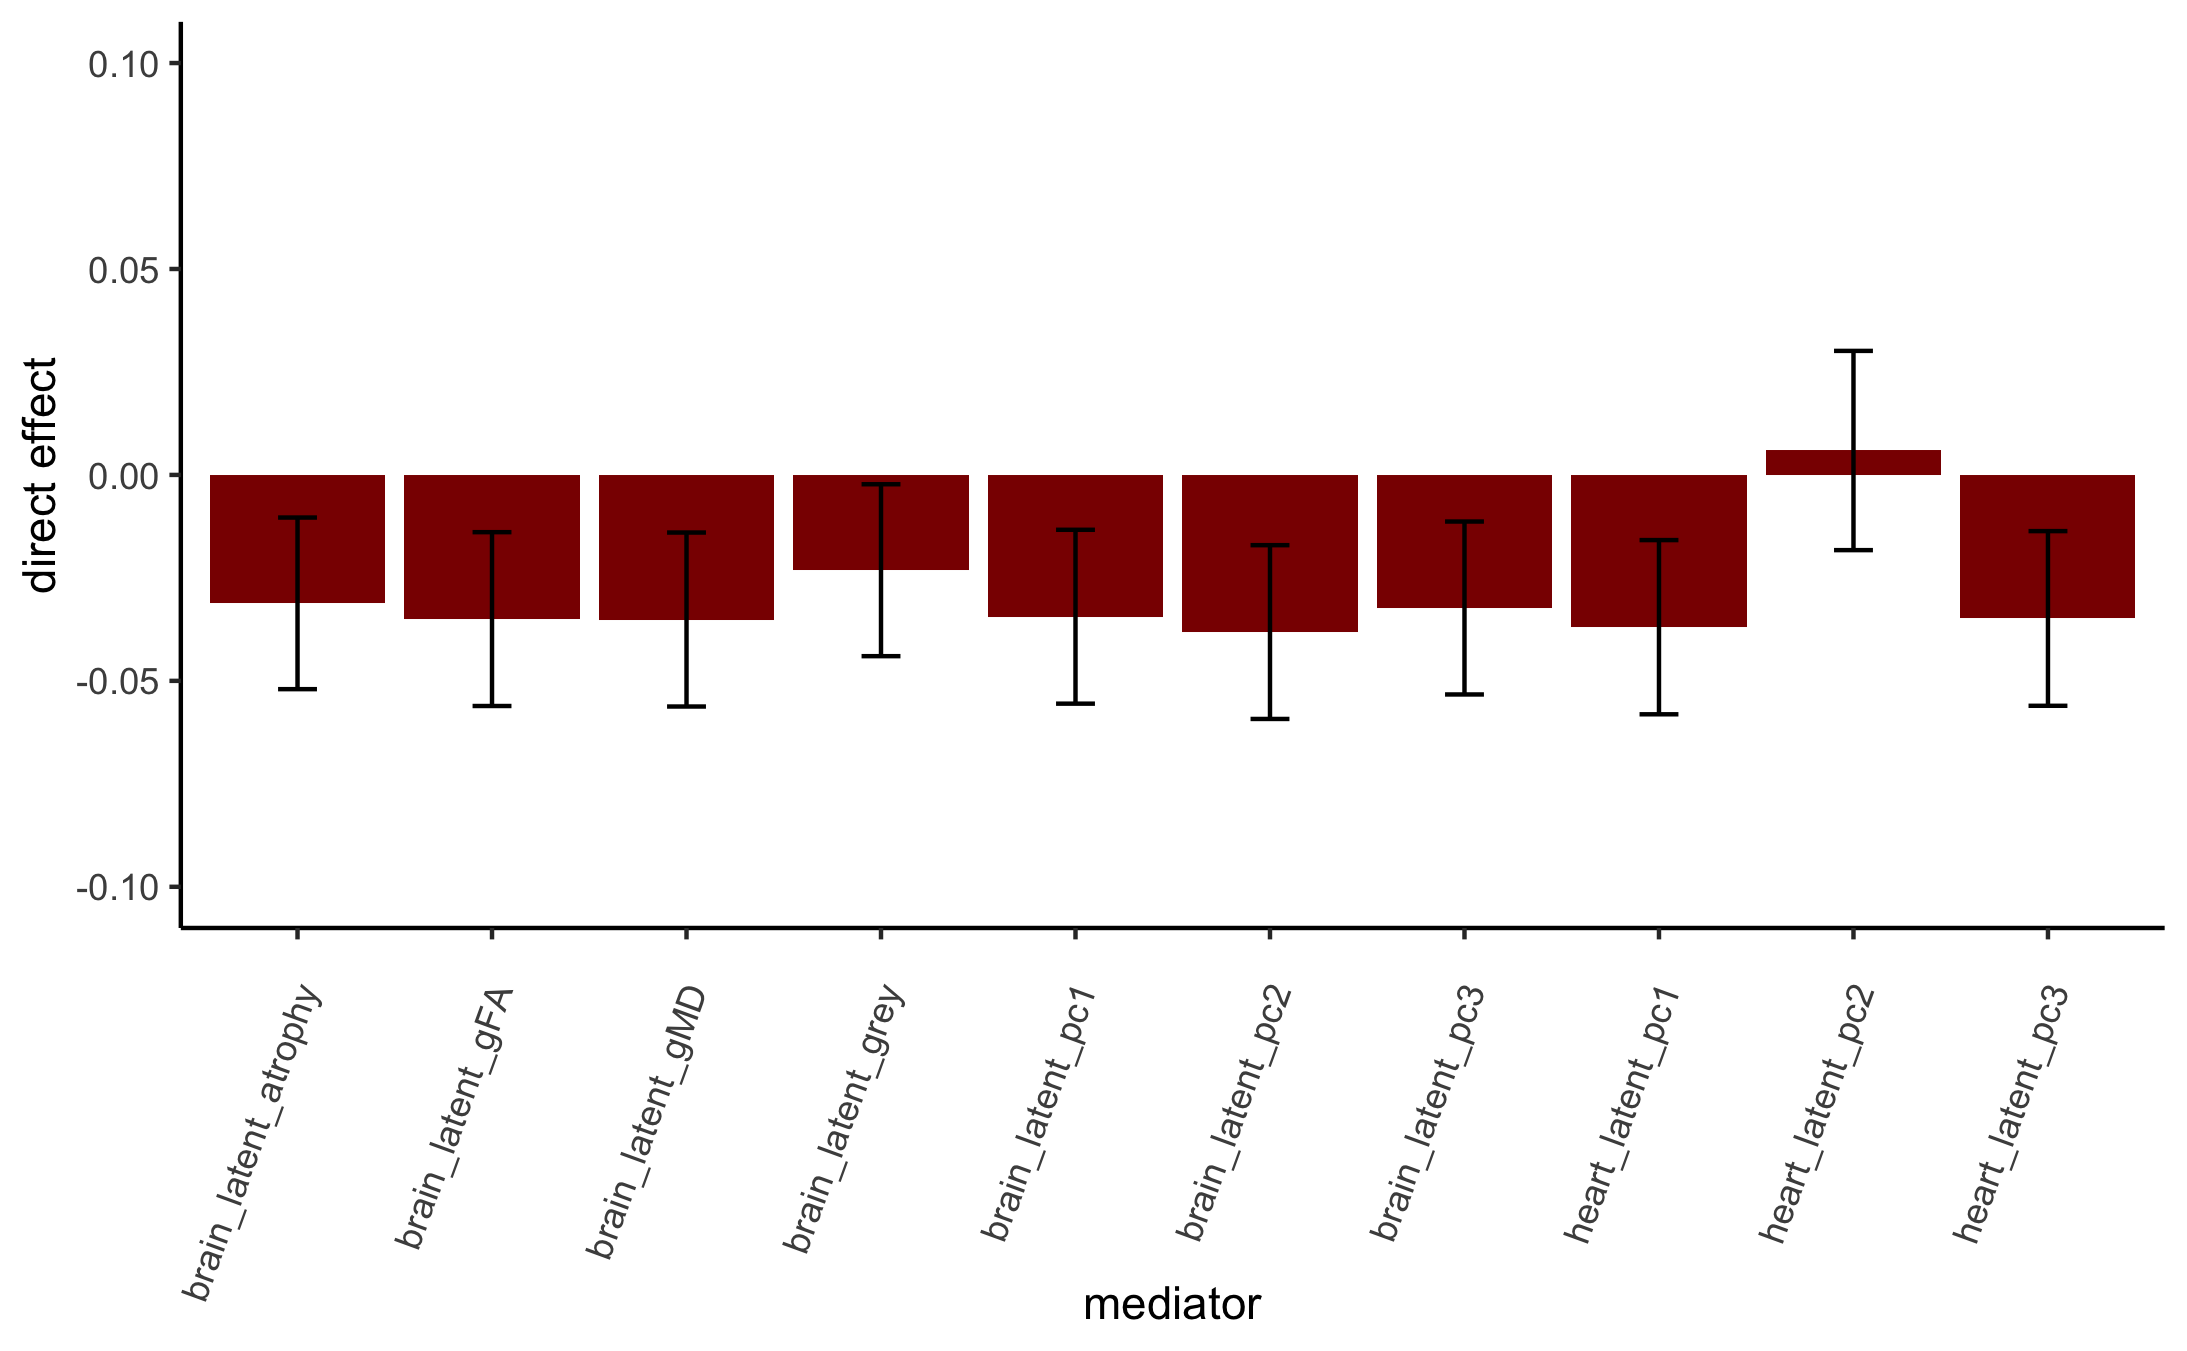 direct effect
0.10
0.05
0.00
-0.05
-0.10
brain_latent_atrophy
brain_latent_gFA
brain_latent_gMD
brain_latent_grey
brain_latent_pc1
brain_latent_pc2
brain_latent_pc3
heart_latent_pc1
heart_latent_pc2
heart_latent_pc3
mediator